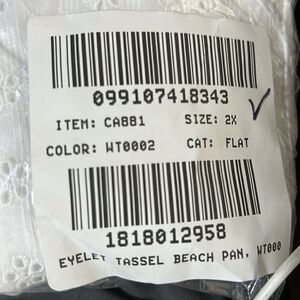 099107418343
ITEM: CA881 SIZE: 2X
COLOR: WT0002 CAT: FLAT
1818012958
EYELET TASSEL BEACH PAN, WT000